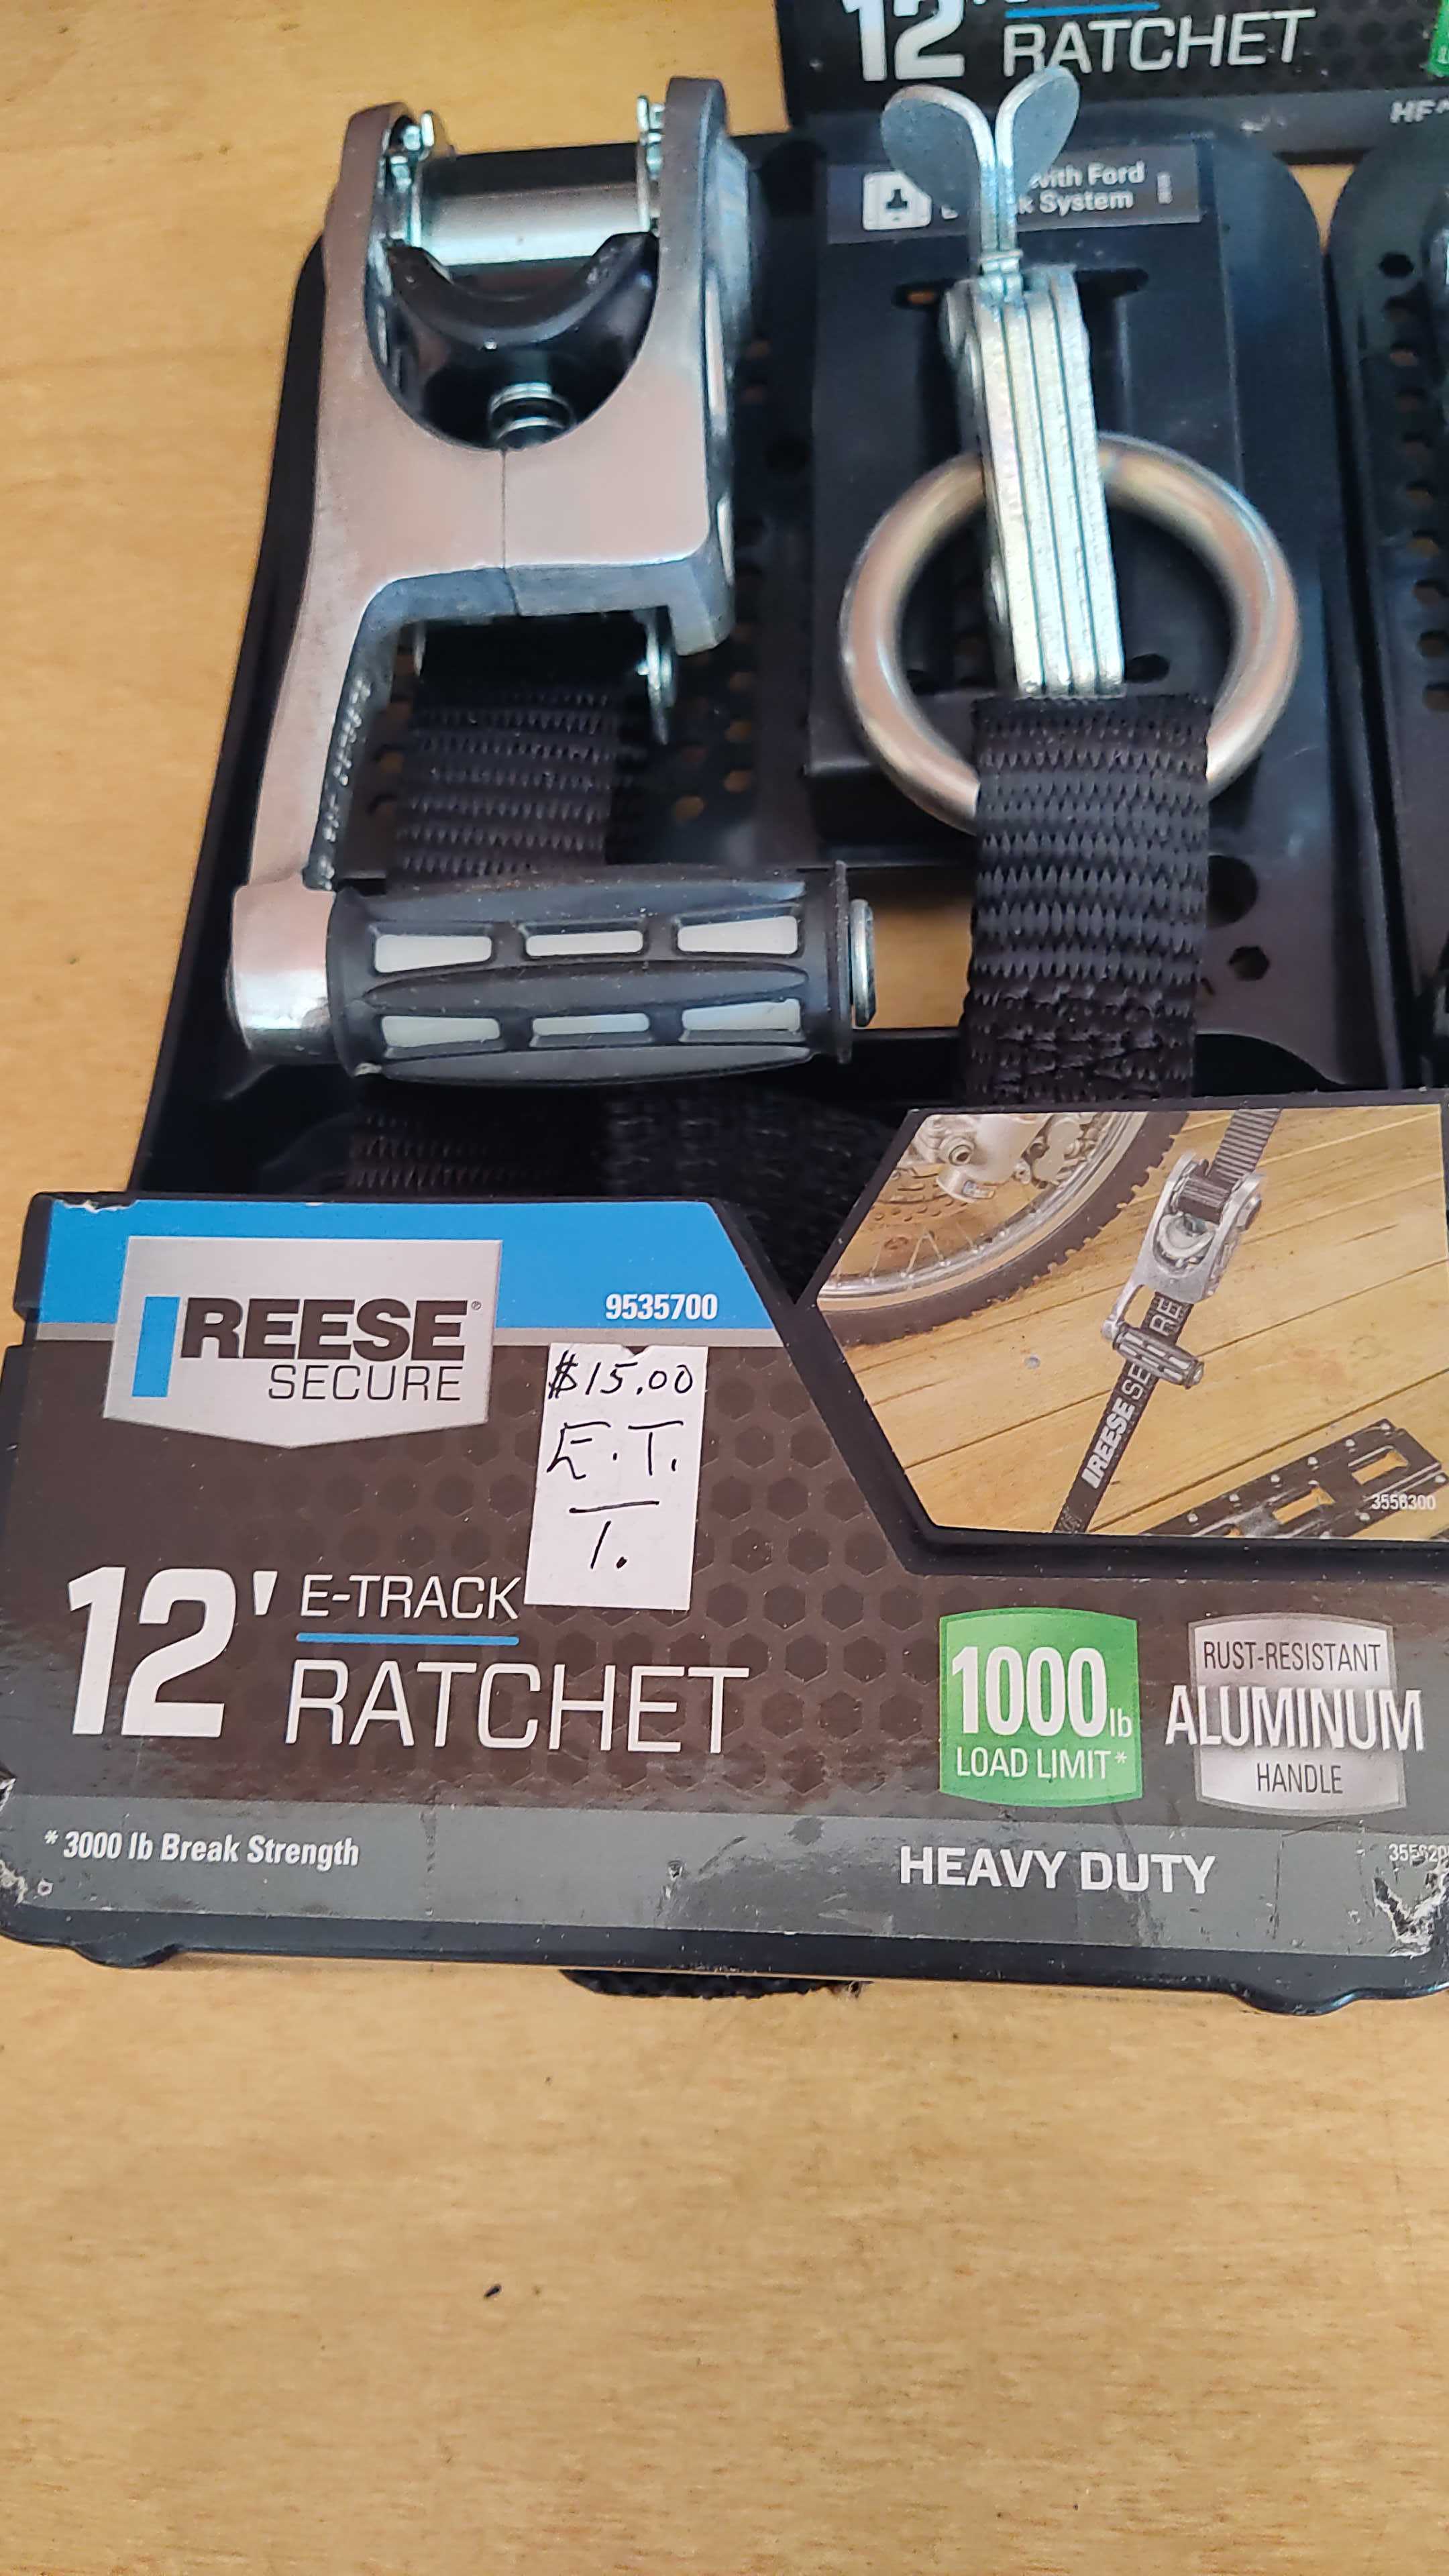 12'
RATCHET
with Ford
System
REESE®
SECURE
9535700
$15.00
E.T.
1.
REESE SE
3556300
12' E-TRACK
RATCHET
1000lb
LOAD LIMIT*
RUST-RESISTANT
ALUMINUM
HANDLE
* 3000 lb Break Strength
HEAVY DUTY